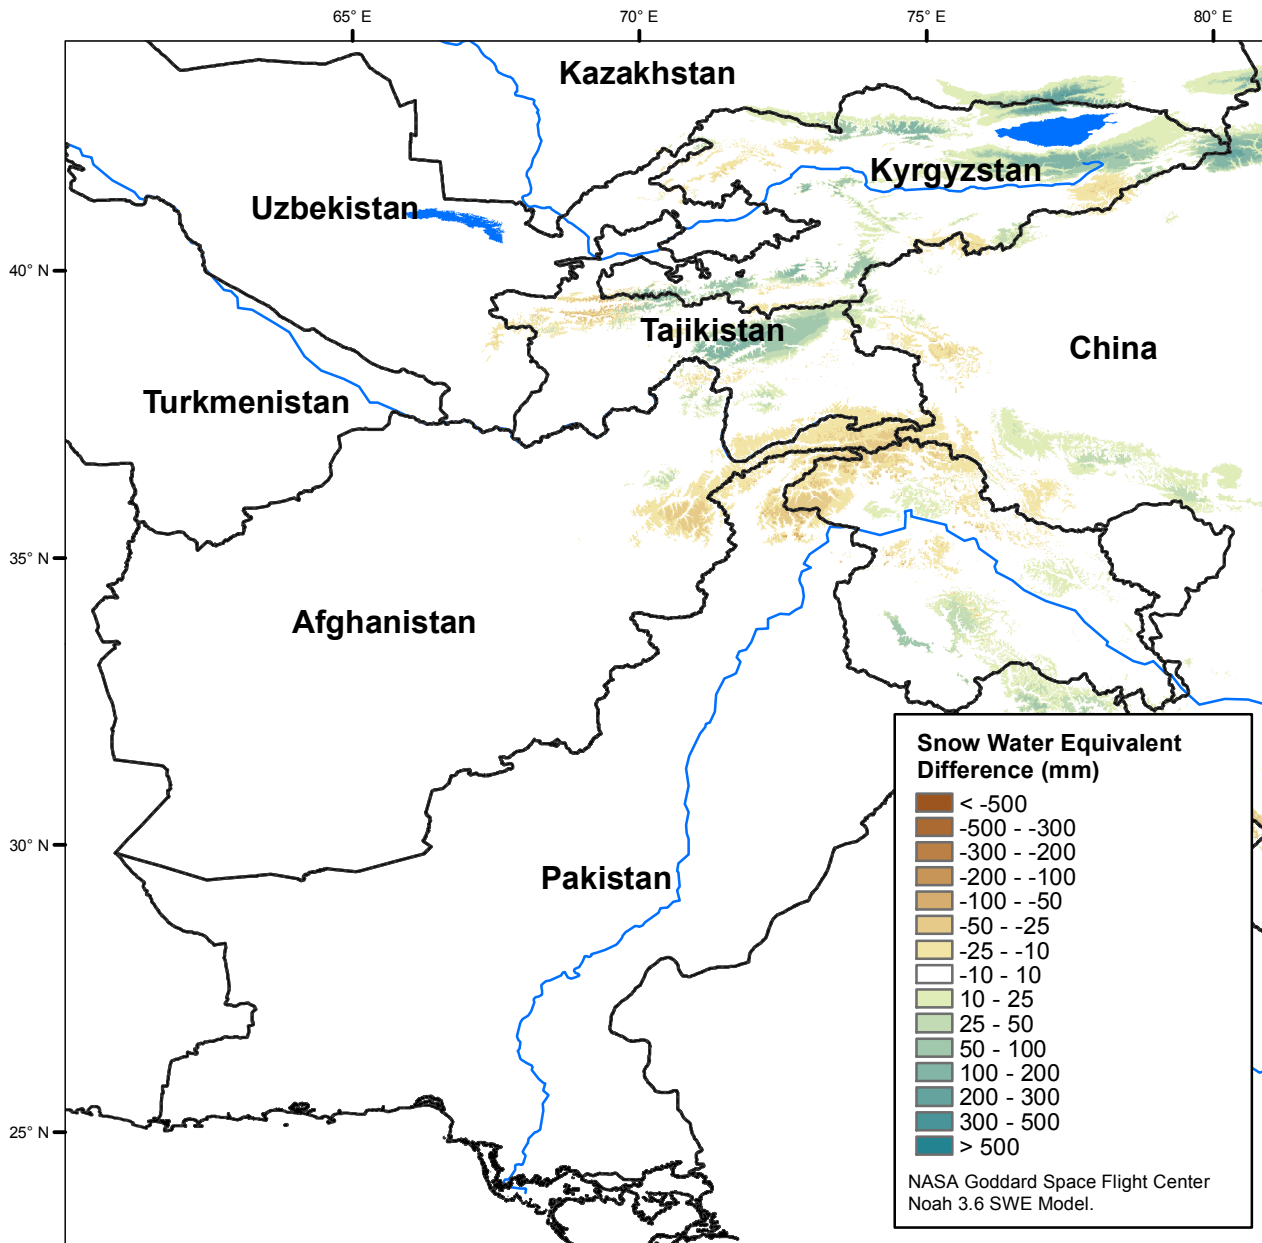 65° E
70° E
75° E
80° E
Kazakhstan
Kyrgyzstan
Uzbekistan
40° N
Tajikistan
China
Turkmenistan
35° N
Afghanistan
30° N
Pakistan
25° N
Snow Water Equivalent
Difference (mm)
< -500
-500 - -300
-300 - -200
-200 - -100
-100 - -50
-50 - -25
-25 - -10
-10 - 10
10 - 25
25 - 50
50 - 100
100 - 200
200 - 300
300 - 500
> 500
NASA Goddard Space Flight Center
Noah 3.6 SWE Model.